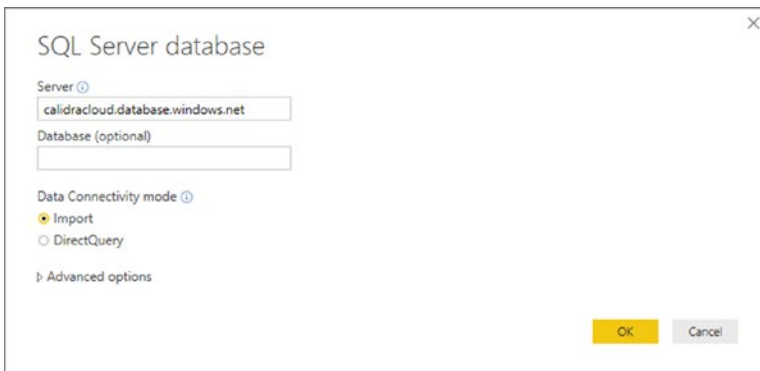 SQL Server database
Server
calidracloud.database.windows.net
Database (optional)
Data Connectivity mode
Import
DirectQuery
Advanced options
OK Cancel